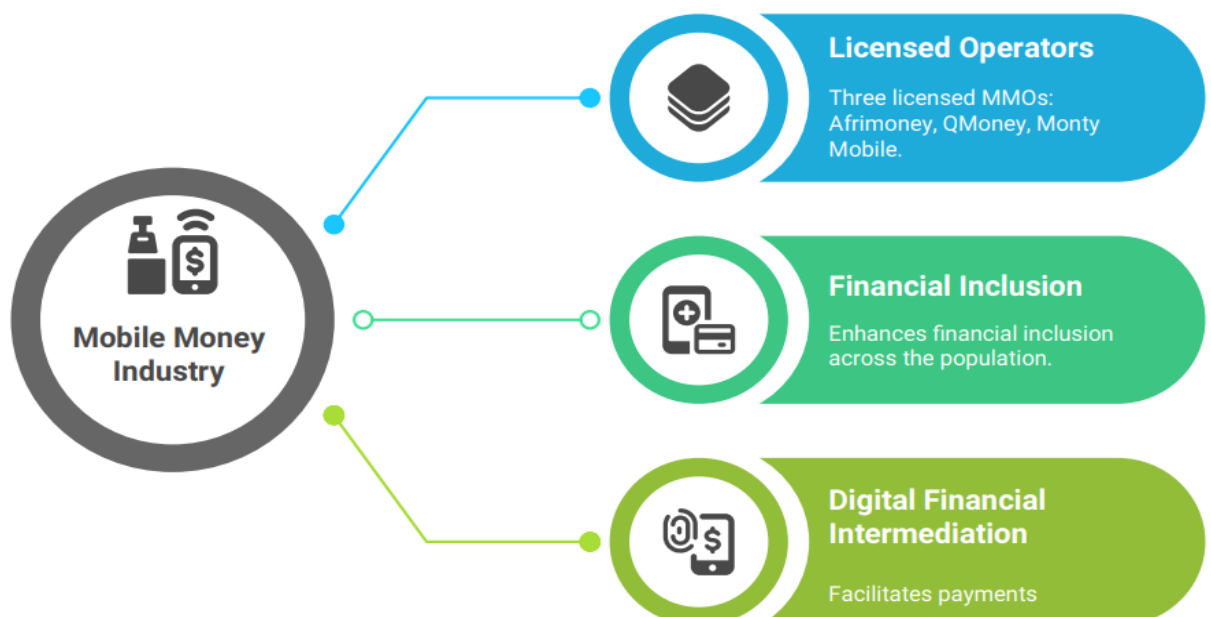 Mobile Money
Industry
Licensed Operators
Three licensed MMOs:
Afrimoney, QMoney, Monty
Mobile.
Financial Inclusion
Enhances financial inclusion
across the population.
Digital Financial
Intermediation
Facilitates payments